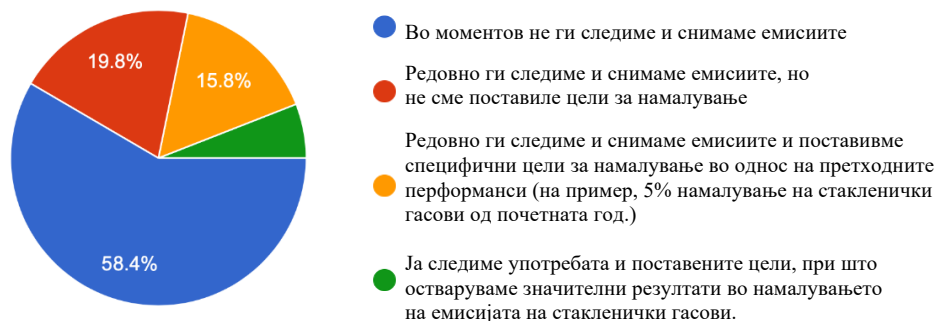 19.8%
15.8%
58.4%
Во моментов не ги следиме и снимаме емисиите
Редовно ги следиме и снимаме емисиите, но
не сме поставиле цели за намалување
Редовно ги следиме и снимаме емисиите и поставивме
специфични цели за намалување во однос на претходните
перформанси (на пример, 5% намалување на стакленички
гасови од почетната год.)
Ја следиме употребата и поставените цели, при што
остваруваме значителни резултати во намалувањето
на емисијата на стакленички гасови.